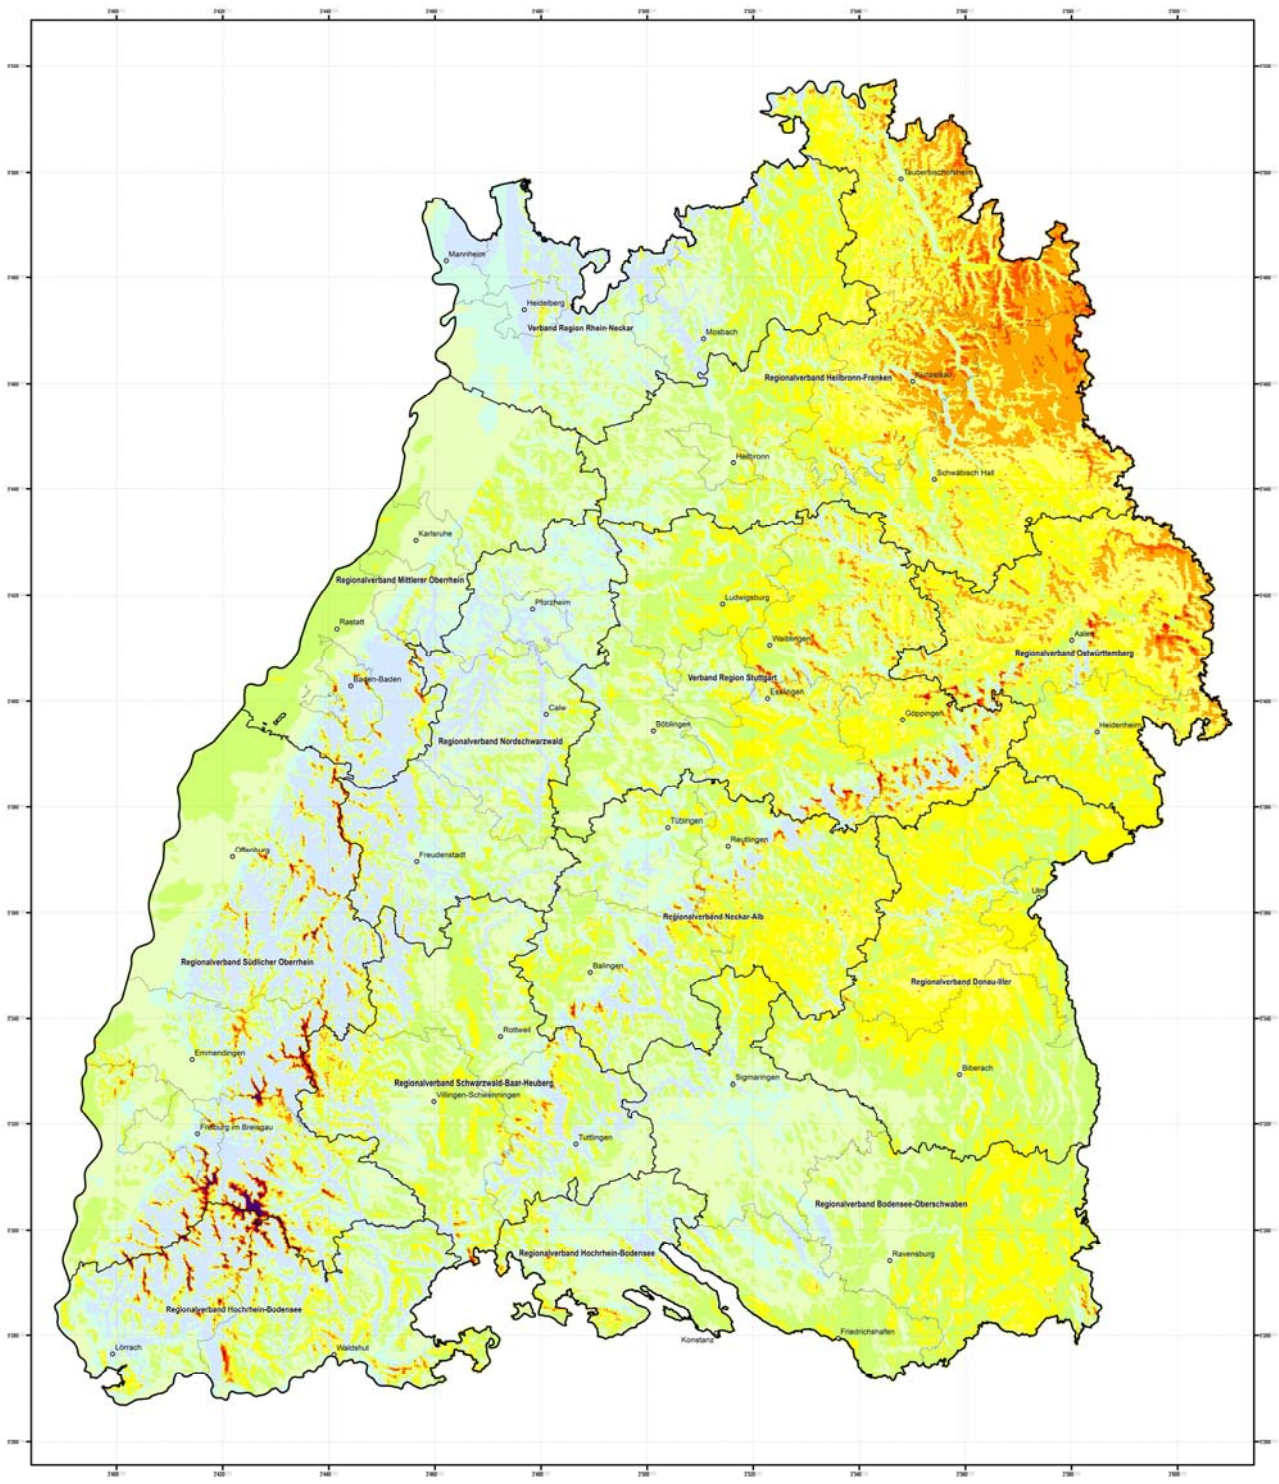 Tauberbischofsheim
Mannheim
Heidelberg
Verband Region Rhein-Neckar
Mosbach
Regionalverband Heilbronn-Franken
Künzelsau
Heilbronn
Schwäbisch Hall
Karlsruhe
Regionalverband Mittlerer Oberrhein
Pforzheim
Ludwigsburg
Rastatt
Waiblingen
Aalen
Regionalverband Ostwürttemberg
Baden-Baden
Verband Region Stuttgart
Esslingen
Calw
Göppingen
Böblingen
Heidenheim
Regionalverband Nordschwarzwald
Tübingen
Reutlingen
Offenburg
Freudenstadt
Ulm
Regionalverband Neckar-Alb
Regionalverband Südlicher Oberrhein
Balingen
Regionalverband Donau-Iller
Rottweil
Emmendingen
Biberach
Regionalverband Schwarzwald-Baar-Heuberg
Sigmaringen
Villingen-Schwenningen
Freiburg im Breisgau
Tuttlingen
Regionalverband Bodensee-Oberschwaben
Regionalverband Hochrhein-Bodensee
Ravensburg
Regionalverband Hochrhein-Bodensee
Friedrichshafen
Konstanz
Lörrach
Waldshut